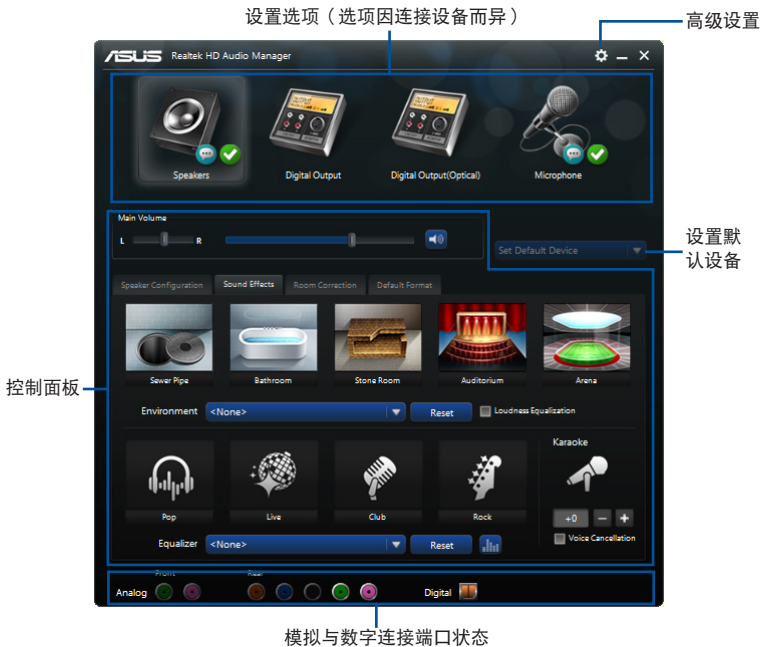 设置选项（选项因连接设备而异）
高级设置
ASUS Realtek HD Audio Manager
Speakers
Digital Output
Digital Output(Optical)
Microphone
Main Volume
L R
Set Default Device
设置默
认设备
Speaker Configuration Sound Effects Room Correction Default Format
Sewer Pipe Bathroom Stone Room Auditorium Arena
控制面板
Environment <None> Reset Loudness Equalization
Karaoke
Pop Live Club Rock
+0
Equalizer <None> Reset Voice Cancellation
Front Rear
Analog Digital
模拟与数字连接端口状态